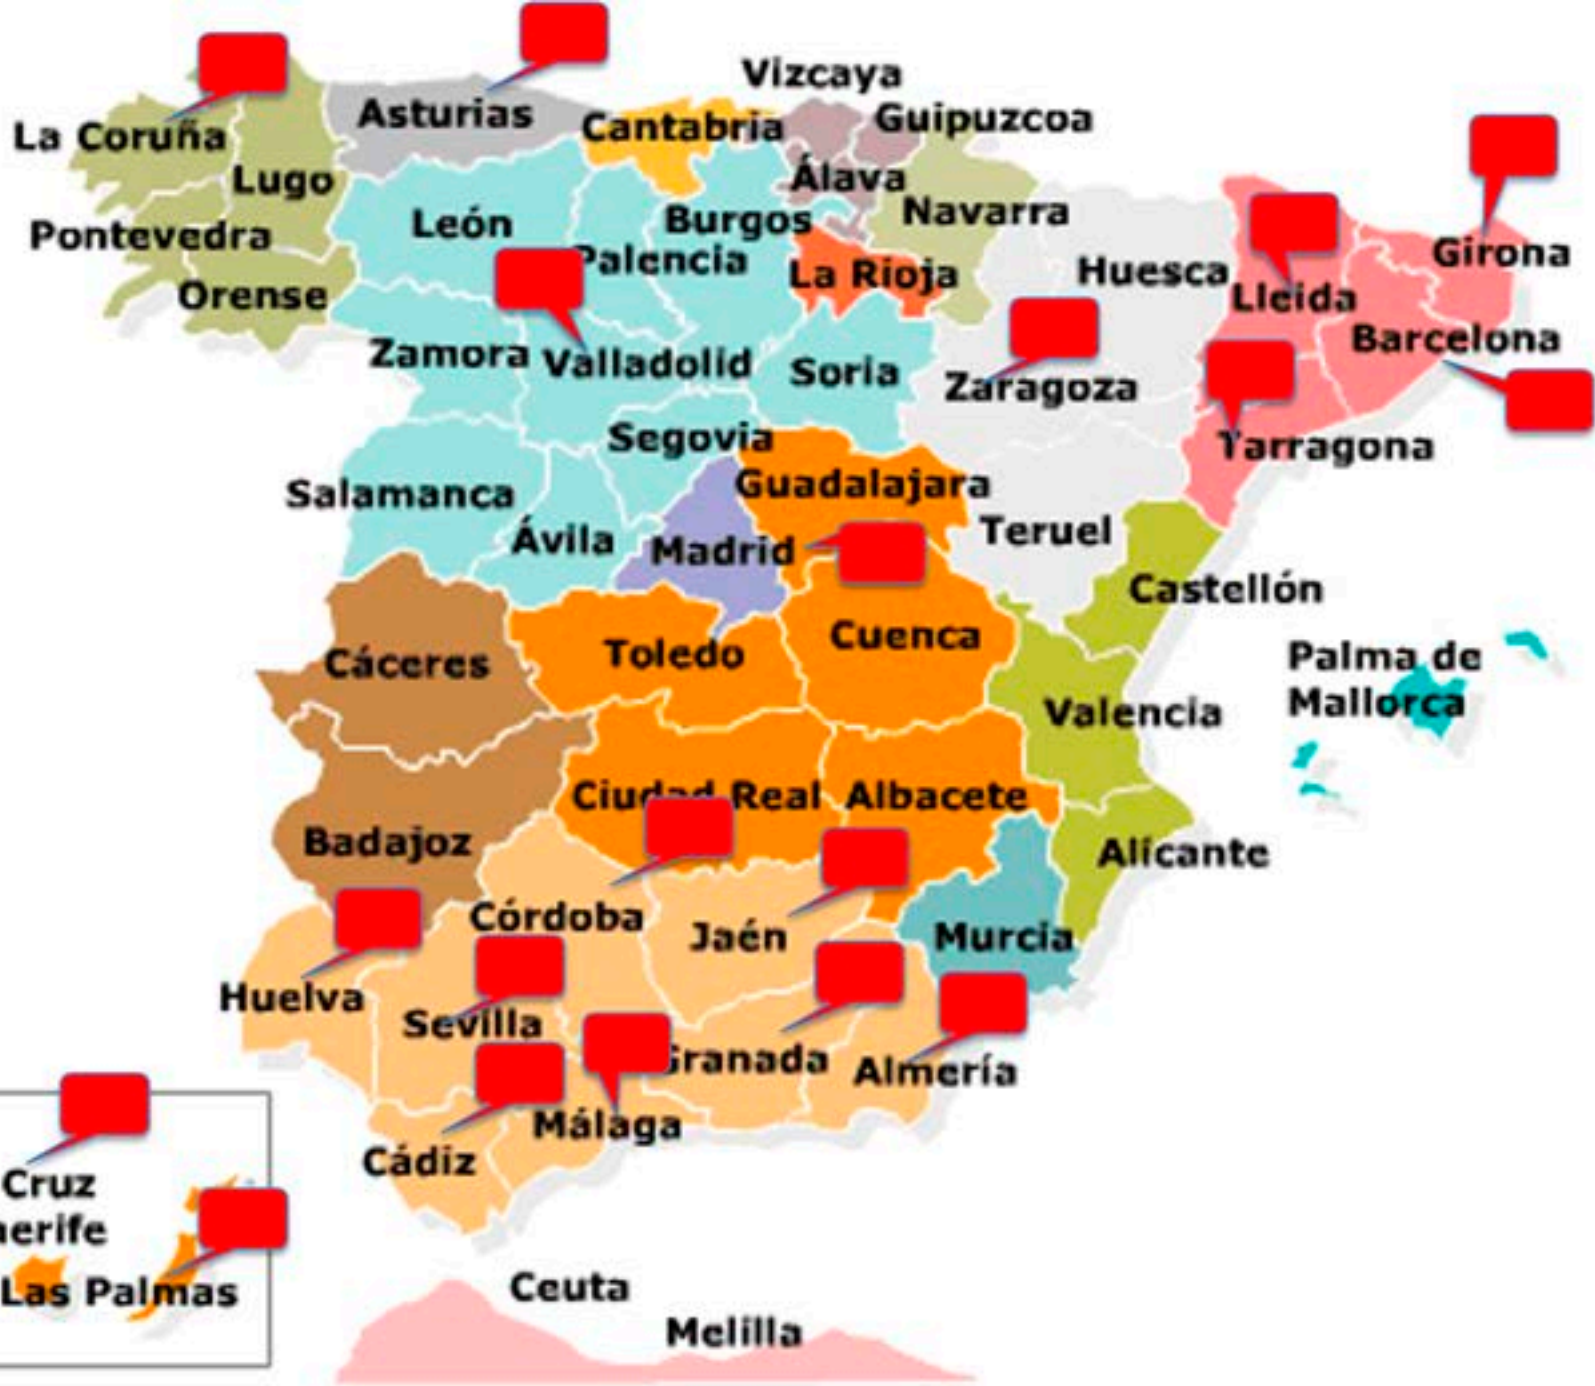 Vizcaya
Asturias
Guipuzcoa
Cantabria
La Coruña
Lugo
Álava
Navarra
León
Burgos
Pontevedra
Girona
Palencia
La Rioja
Huesca
Orense
Lleida
Barcelona
Zamora
Valladolid
Soria
Zaragoza
Segovia
Tarragona
Guadalajara
Salamanca
Teruel
Ávila
Madrid
Castellón
Cuenca
Toledo
Palma de
Mallorca
Cáceres
Valencia
Ciudad Real
Albacete
Badajoz
Alicante
Córdoba
Jaén
Murcia
Huelva
Sevilla
Granada
Almería
Málaga
Cádiz
Cruz
nerife
Las Palmas
Ceuta
Melilla